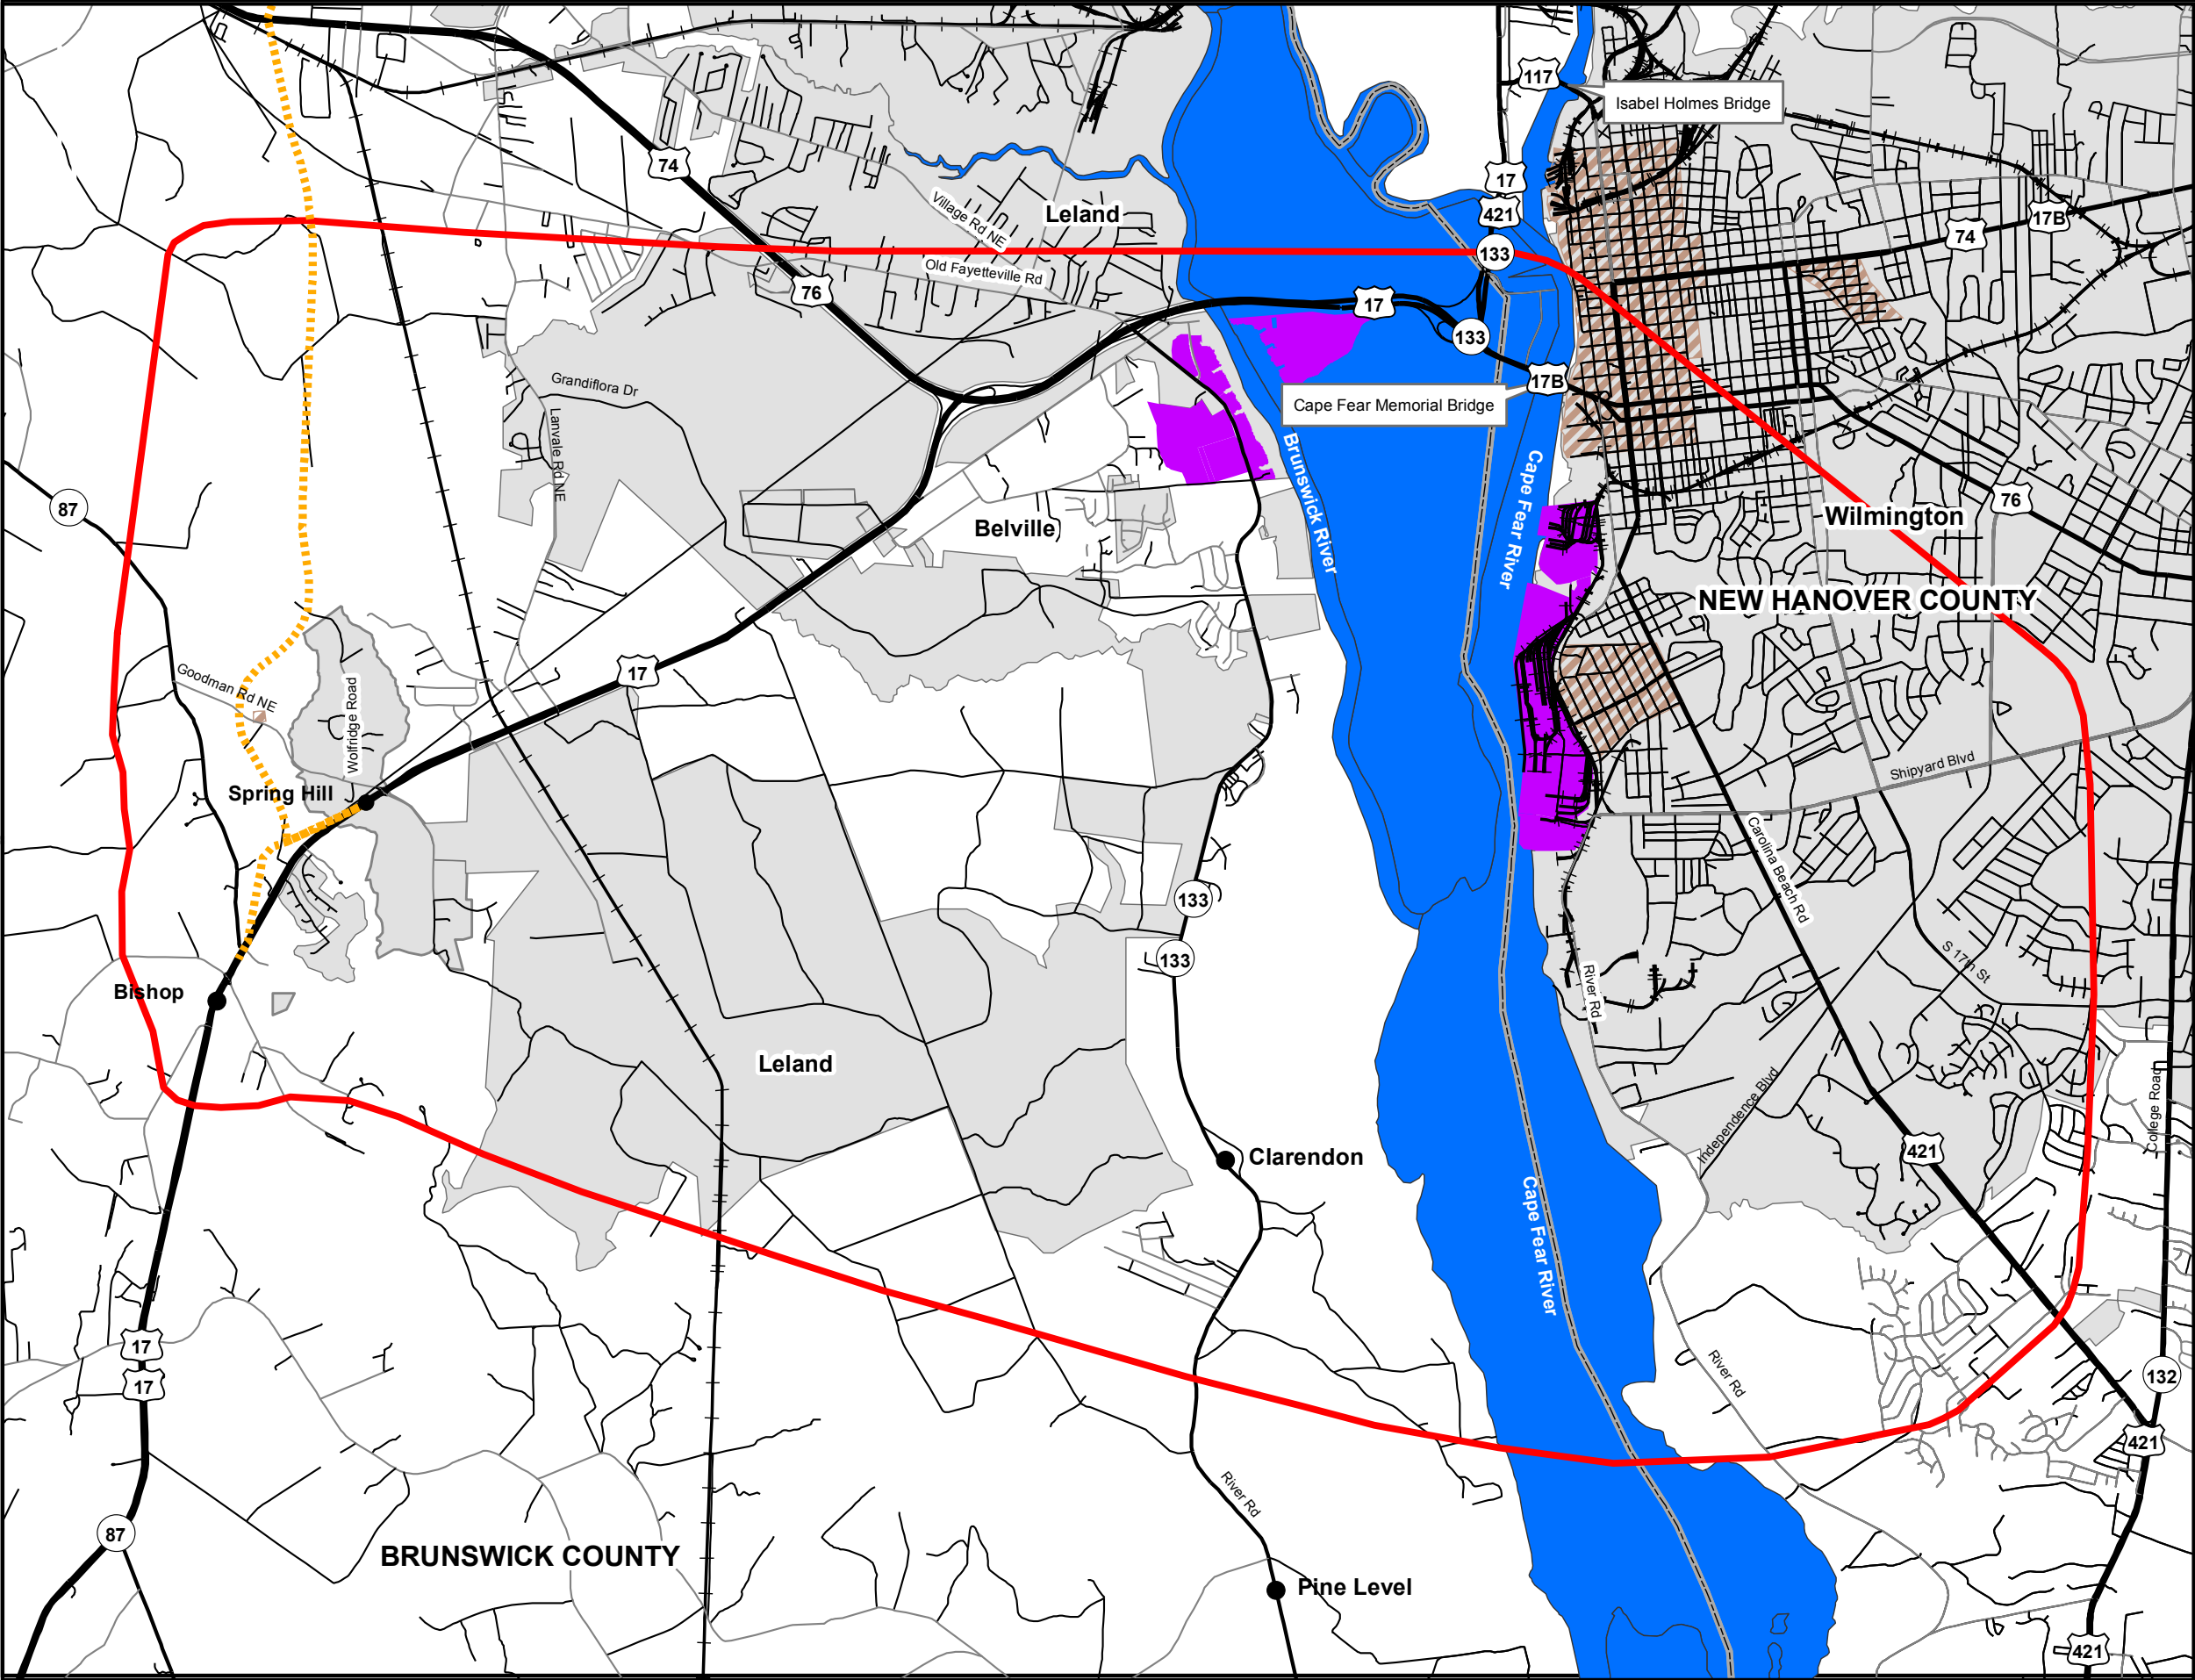 117
Isabel Holmes Bridge
74
17
421
Leland
Village Rd NE
17B
74
133
Old Fayetteville Rd
76
17
133
17B
Cape Fear Memorial Bridge
Grandiflora Dr
Lanvale Rd NE
Brunswick River
Cape Fear River
87
76
Wilmington
Belville
NEW HANOVER COUNTY
17
Goodman Rd NE
Wolfridge Road
Shipyard Blvd
Spring Hill
Carolina Beach Rd
133
133
S 17th St
River Rd
Bishop
Leland
Independence Blvd
College Road
421
Clarendon
Cape Fear River
17
17
River Rd
132
421
River Rd
87
BRUNSWICK COUNTY
Pine Level
421